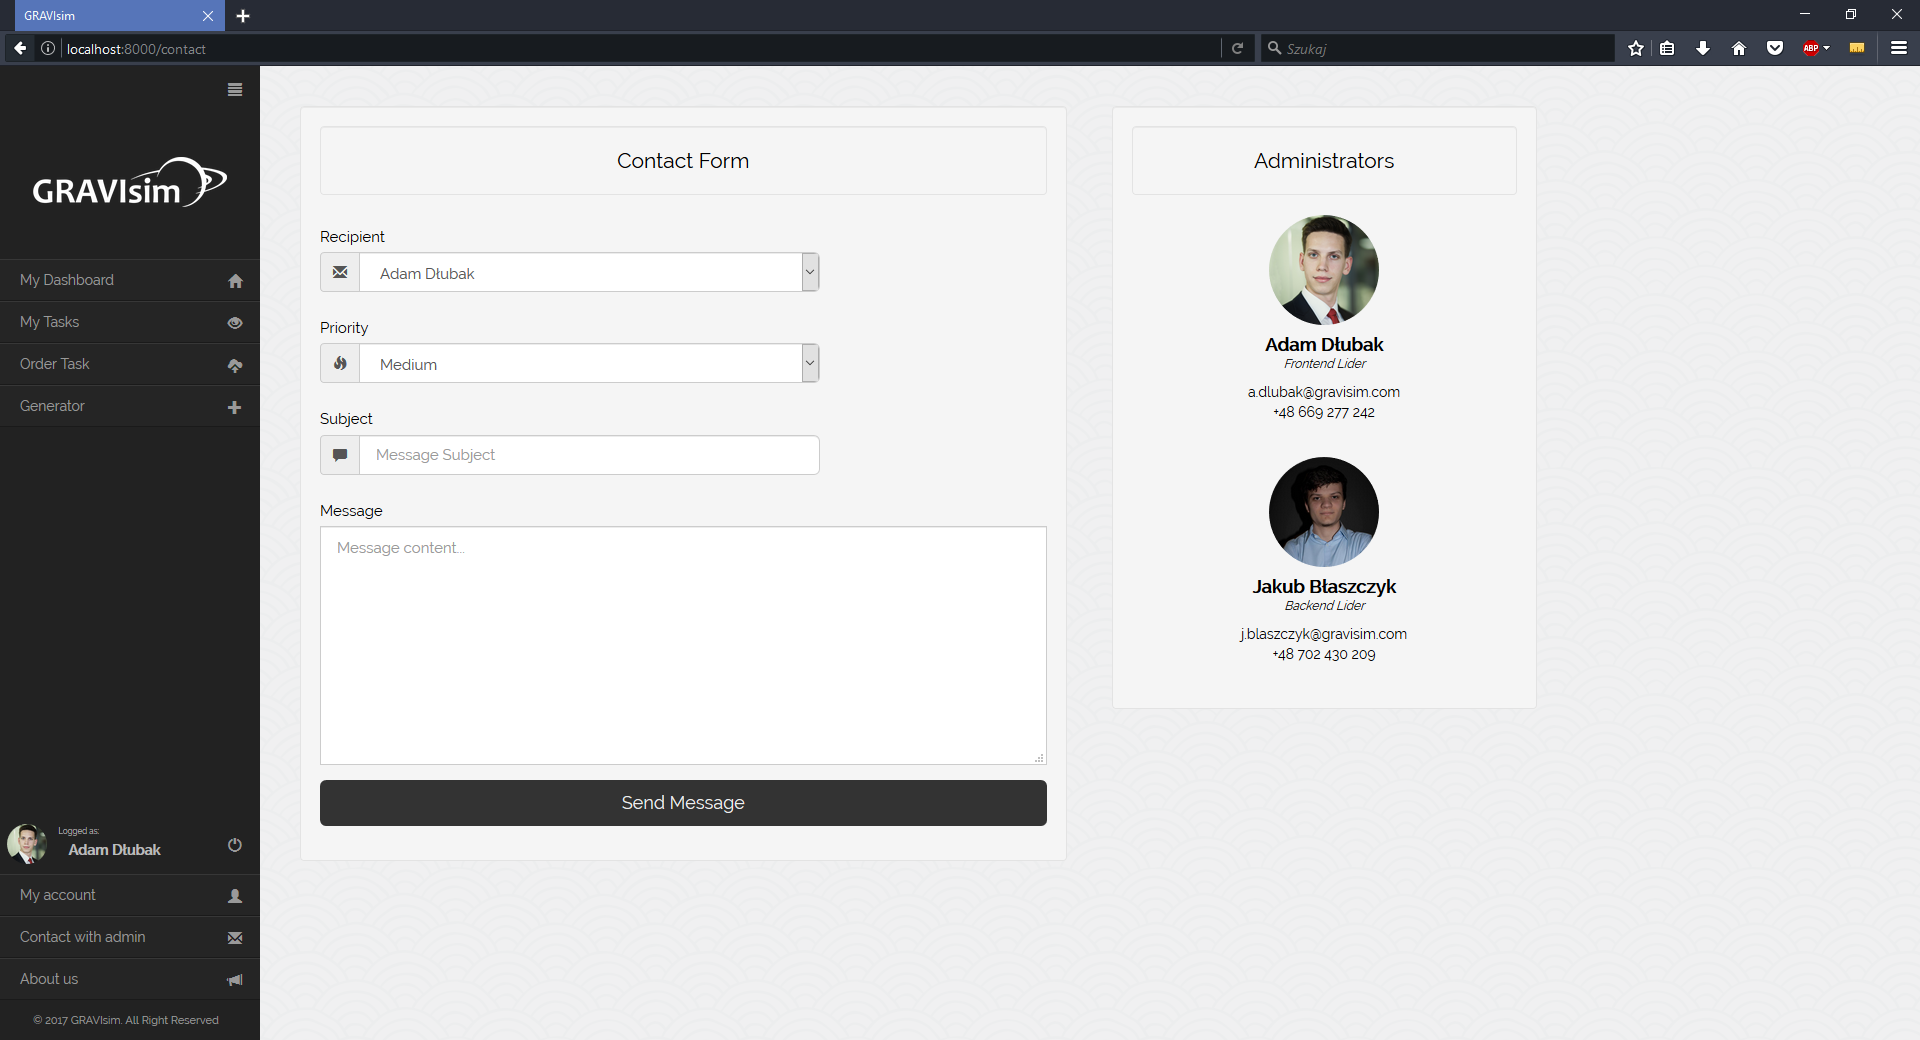 GRAVIsim
localhost:8000/contact
Szukaj
ABP
GRAVIsim
My Dashboard
My Tasks
Order Task
Generator
Logged as:
Adam Dłubak
My account
Contact with admin
About us
© 2017 GRAVIsim. All Right Reserved
Contact Form
Recipient
Adam Dłubak
Priority
Medium
Subject
Message Subject
Message
Message content...
Send Message
Administrators
Adam Dłubak
Frontend Lider
a.dlubak@gravisim.com
+48 669 277 242
Jakub Błaszczyk
Backend Lider
j.blaszczyk@gravisim.com
+48 702 430 209